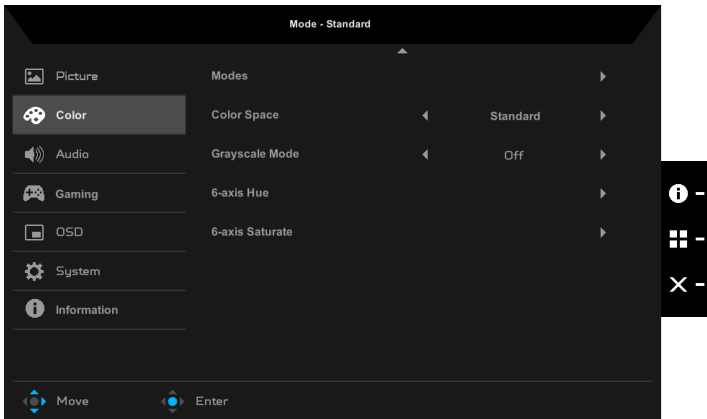 Mode - Standard
Picture
Modes
Color
Color Space
Standard
Audio
Grayscale Mode
Off
Gaming
6-axis Hue
OSD
6-axis Saturate
System
Information
Move
Enter